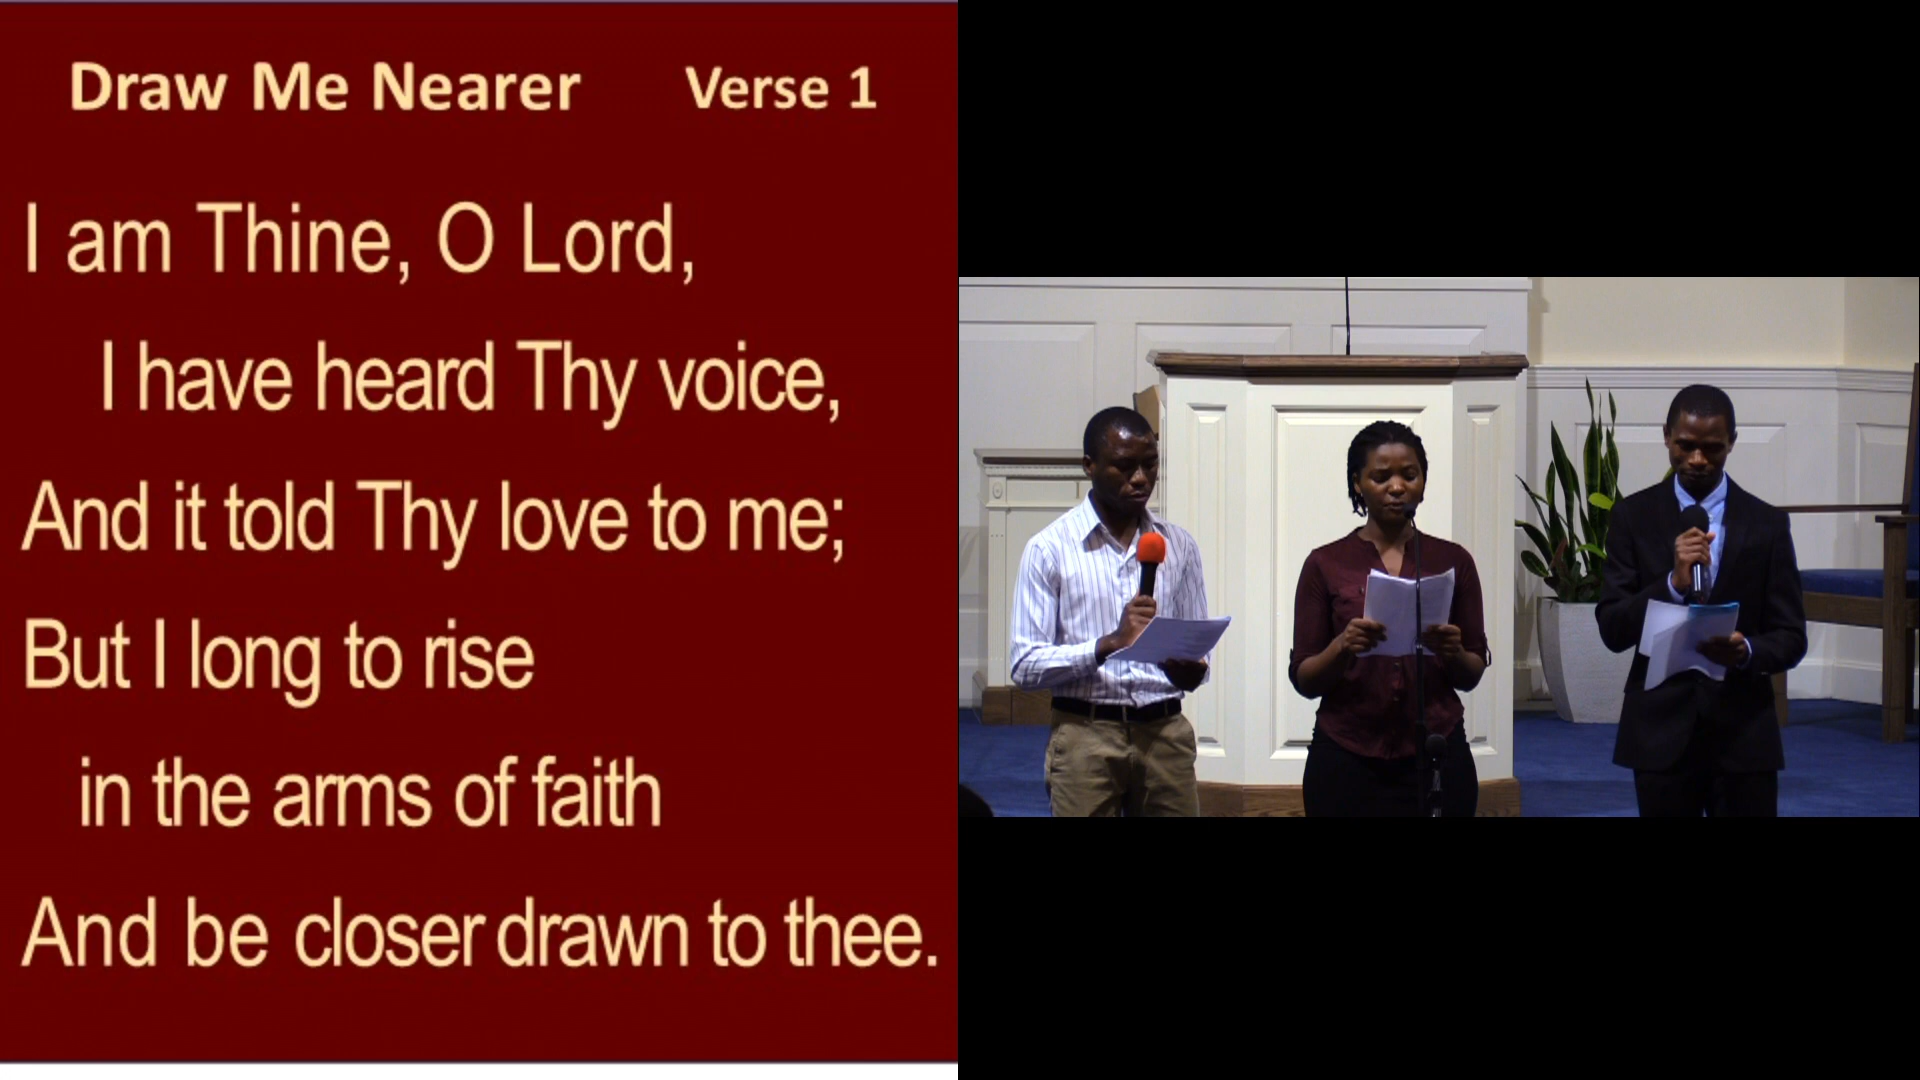 Draw Me Nearer Verse 1
I am Thine, O Lord,
I have heard Thy voice,
And it told Thy love to me;
But I long to rise
in the arms of faith
And be closer drawn to thee.